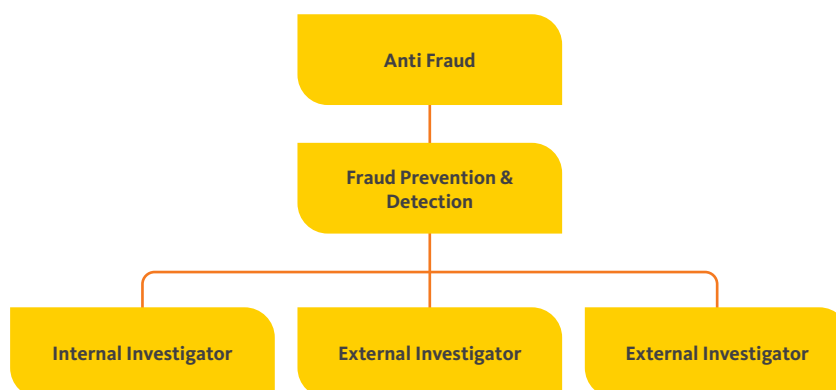 Anti Fraud
Fraud Prevention &
Detection
Internal Investigator
External Investigator
External Investigator